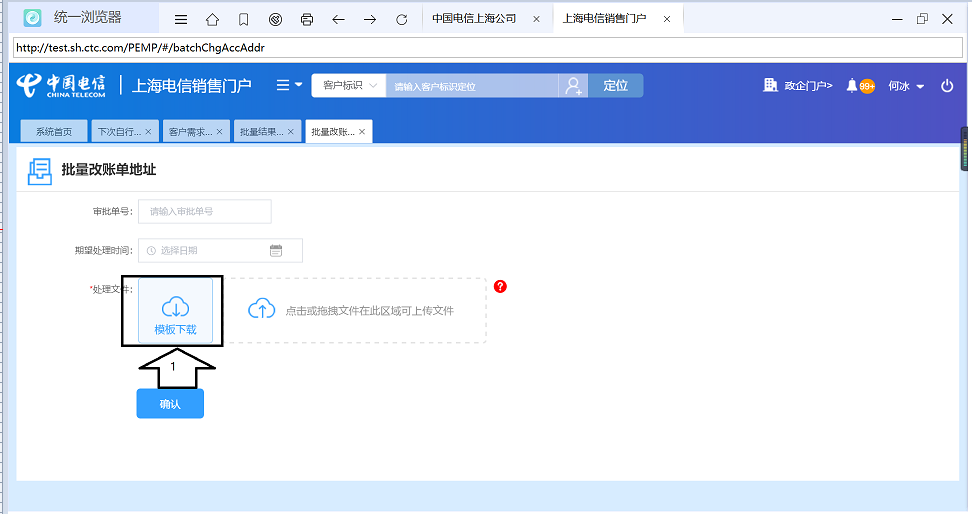 统一浏览器
中国电信上海公司
上海电信销售门户
http://test.sh.ctc.com/PEMP/#/batchChgAccAddr
中国电信
CHINA TELECOM
上海电信销售门户
客户标识
请输入客户标识定位
定位
政企门户>
99+
何冰
系统首页
下次自行...
客户需求...
批量结果...
批量改账...
批量改账单地址
审批单号:
请输入审批单号
期望处理时间:
选择日期
*处理文件:
模板下载
点击或拖拽文件在此区域可上传文件
?
1
确认